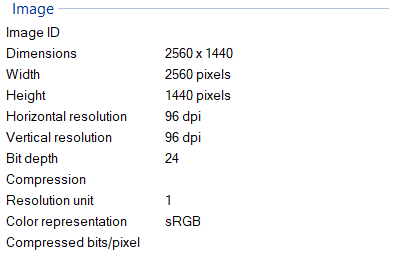 Image
Image ID
Dimensions 2560 x 1440
Width 2560 pixels
Height 1440 pixels
Horizontal resolution 96 dpi
Vertical resolution 96 dpi
Bit depth 24
Compression
Resolution unit 1
Color representation sRGB
Compressed bits/pixel